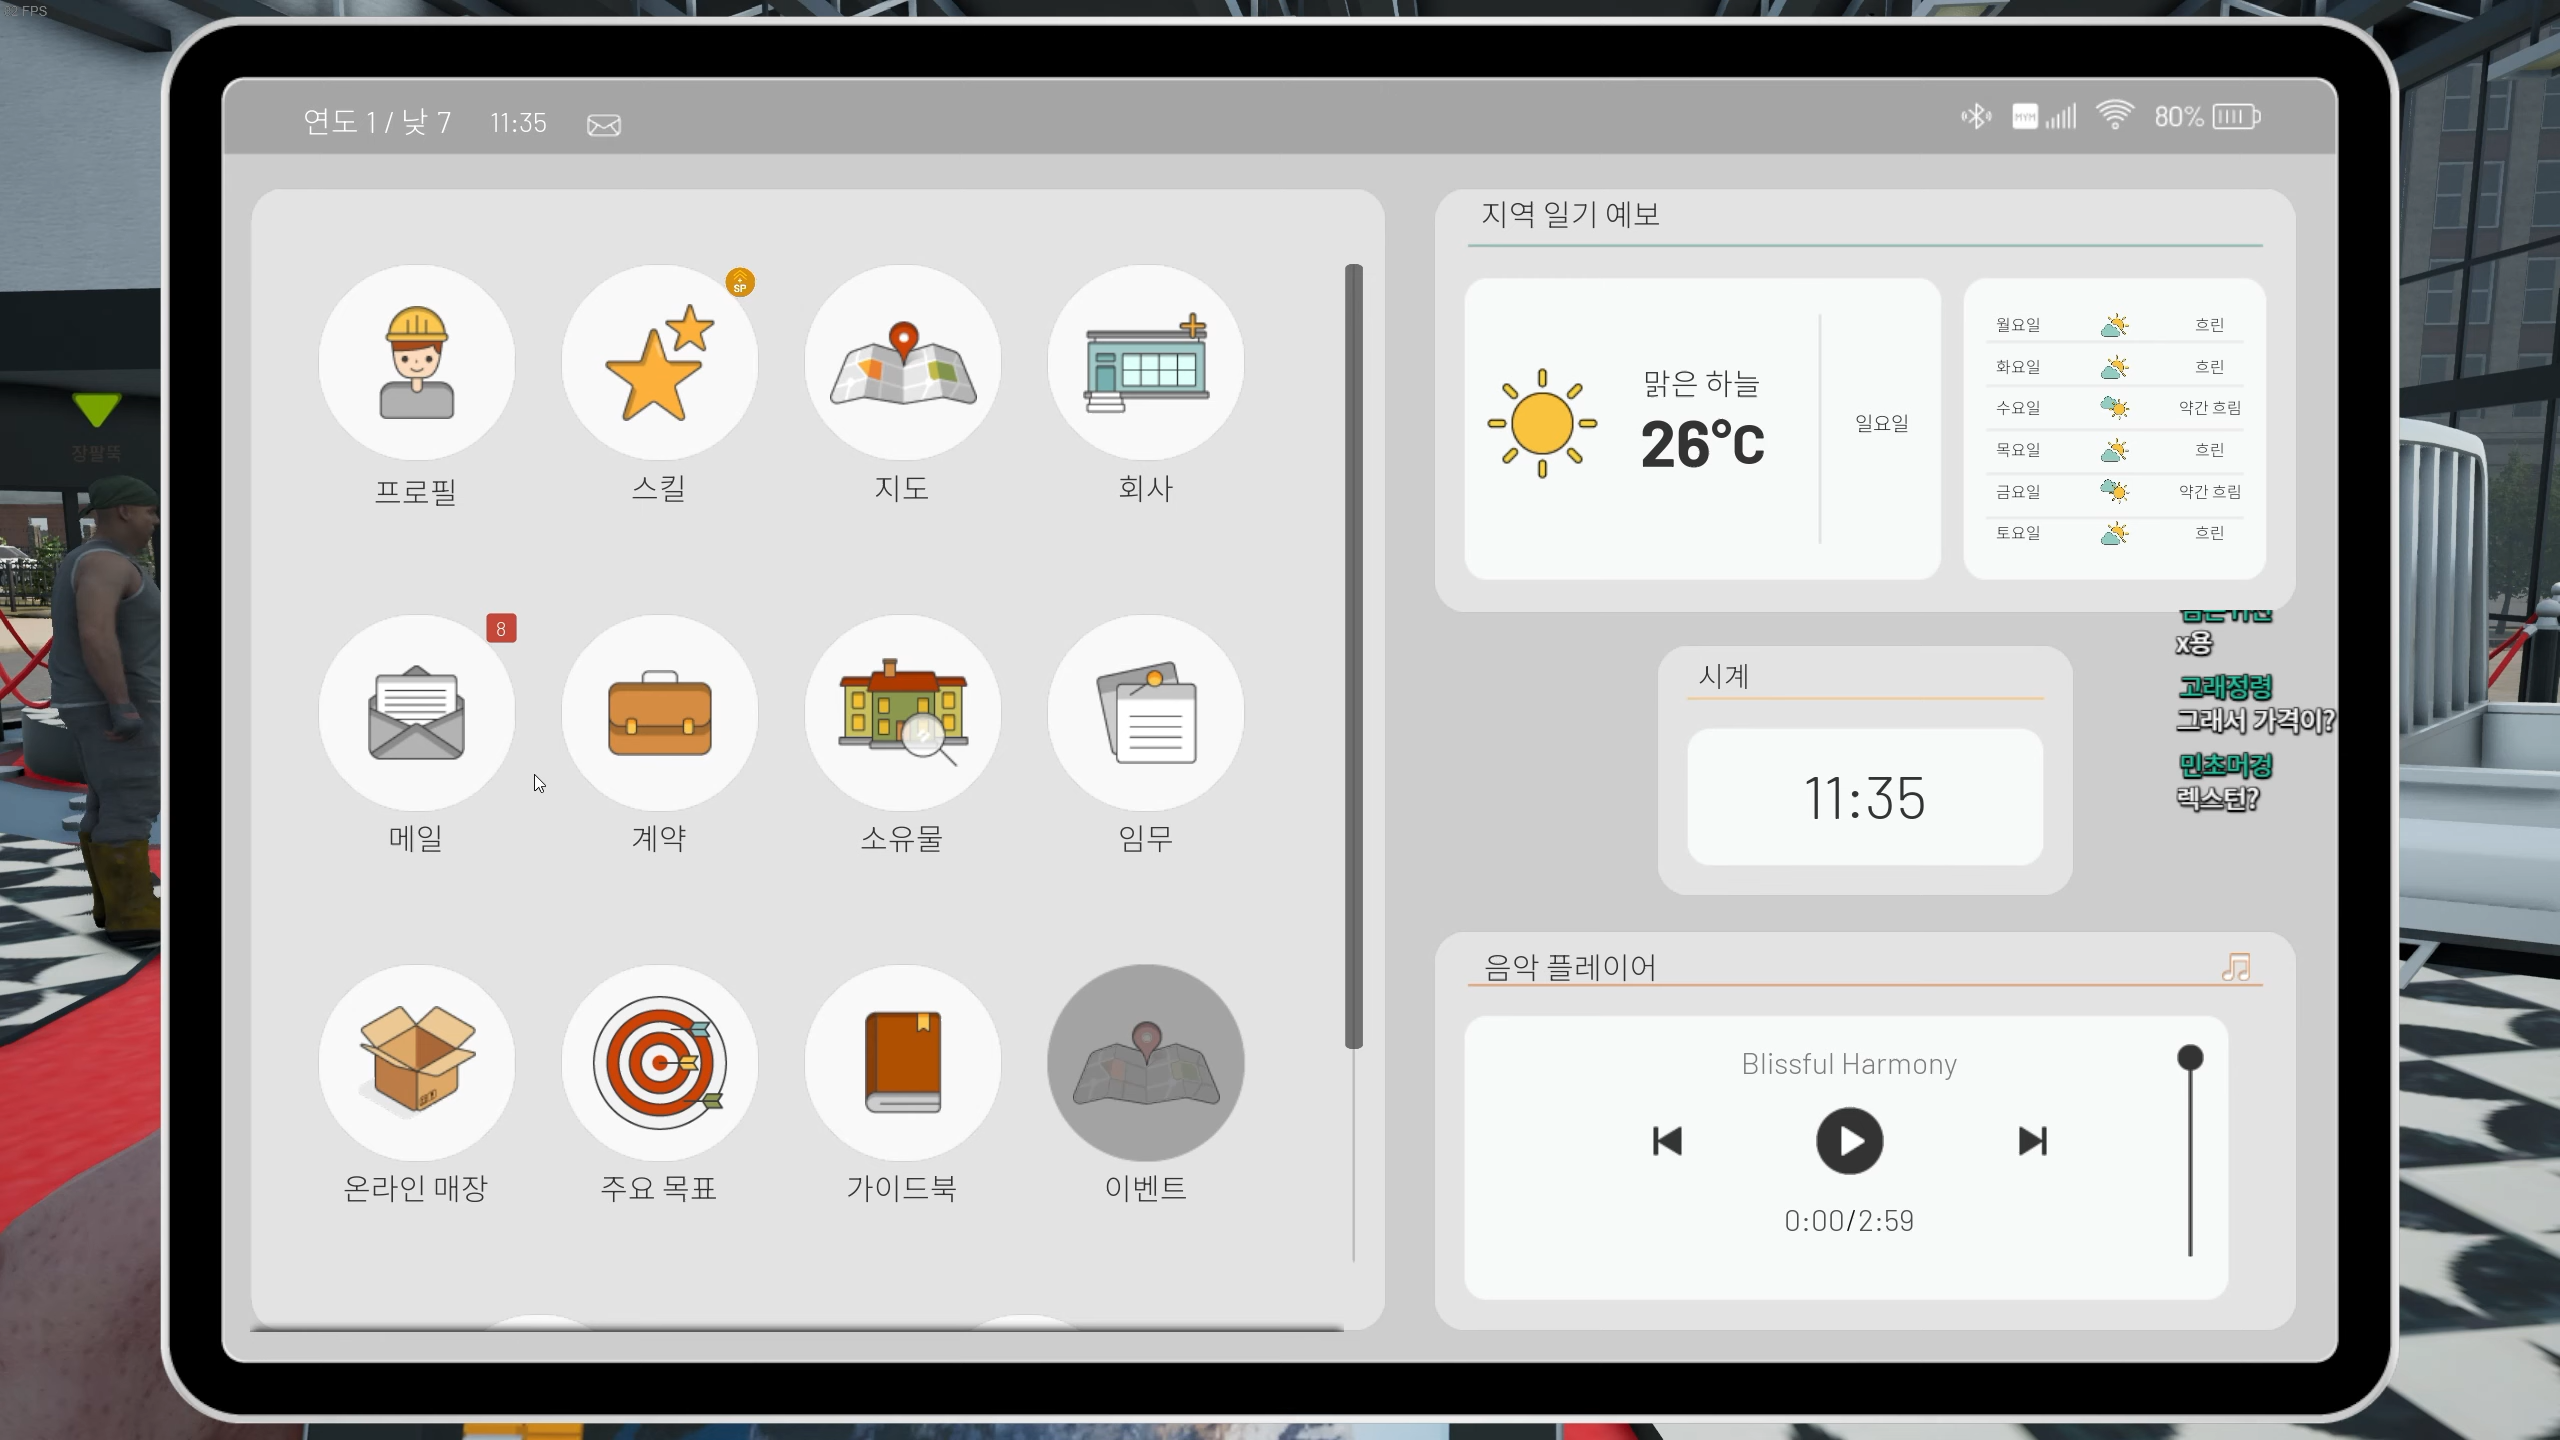 연도 1 / 낮 7 11:35
MYM 80%
장팔뚝
프로필 SP 스킬 지도 회사
8
메일 계약 소유물 임무
온라인 매장 주요 목표 가이드북 이벤트
지역 일기 예보
맑은 하늘
26°C
일요일
월요일 흐린
화요일 흐린
수요일 약간 흐림
목요일 흐린
금요일 약간 흐림
토요일 흐린
x용
고래정령
그래서 가격이?
민초머겅
렉스턴?
시계
11:35
음악 플레이어
Blissful Harmony
0:00/2:59